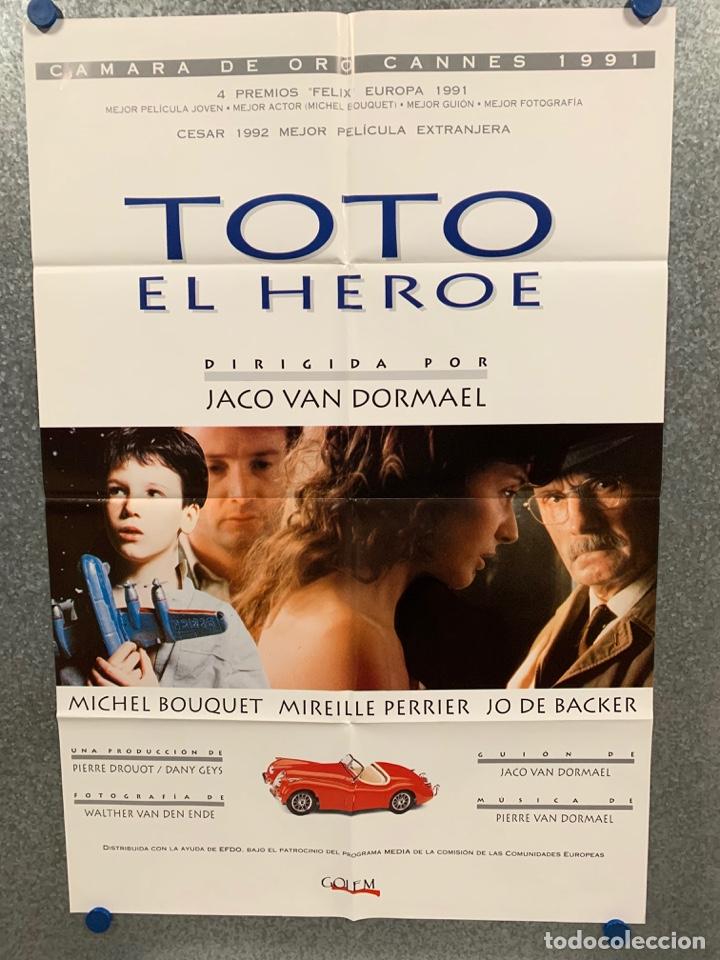 CAMARA DE ORO CANNES 1991
4 PREMIOS "FELIX" EUROPA 1991
MEJOR PELÍCULA JOVEN • MEJOR ACTOR (MICHEL BOUQUET) • MEJOR GUIÓN • MEJOR FOTOGRAFÍA
CESAR 1992 MEJOR PELÍCULA EXTRANJERA
TOTO
EL HEROE
DIRIGIDA POR
JACO VAN DORMAEL
MICHEL BOUQUET MIREILLE PERRIER JO DE BACKER
UNA PRODUCCIÓN DE
PIERRE DROUOT / DANY GEYS
FOTOGRAFÍA DE
WALTHER VAN DEN ENDE
GUIÓN DE
JACO VAN DORMAEL
MÚSICA DE
PIERRE VAN DORMAEL
DISTRIBUIDA CON LA AYUDA DE EFDO, BAJO EL PATROCINIO DEL PROGRAMA MEDIA DE LA COMISIÓN DE LAS COMUNIDADES EUROPEAS
GOLEM
todocoleccion